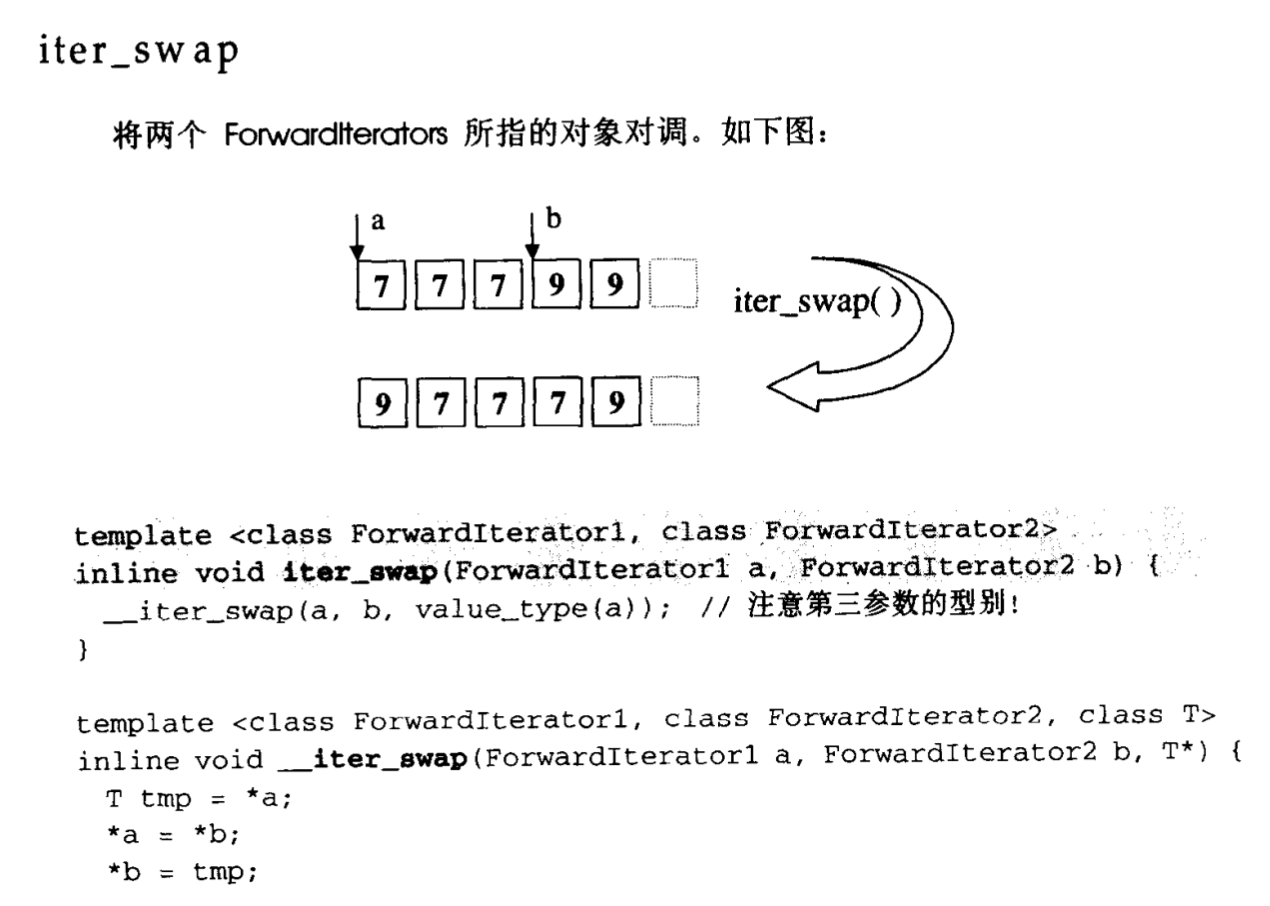 iter_swap
将两个 ForwardIterators 所指的对象对调。如下图：
a b
7 7 7 9 9
iter_swap( )
9 7 7 7 9
template <class ForwardIterator1, class ForwardIterator2>
inline void iter_swap(ForwardIterator1 a, ForwardIterator2 b) {
  __iter_swap(a, b, value_type(a)); // 注意第三参数的型别!
}
template <class ForwardIterator1, class ForwardIterator2, class T>
inline void __iter_swap(ForwardIterator1 a, ForwardIterator2 b, T*) {
  T tmp = *a;
  *a = *b;
  *b = tmp;